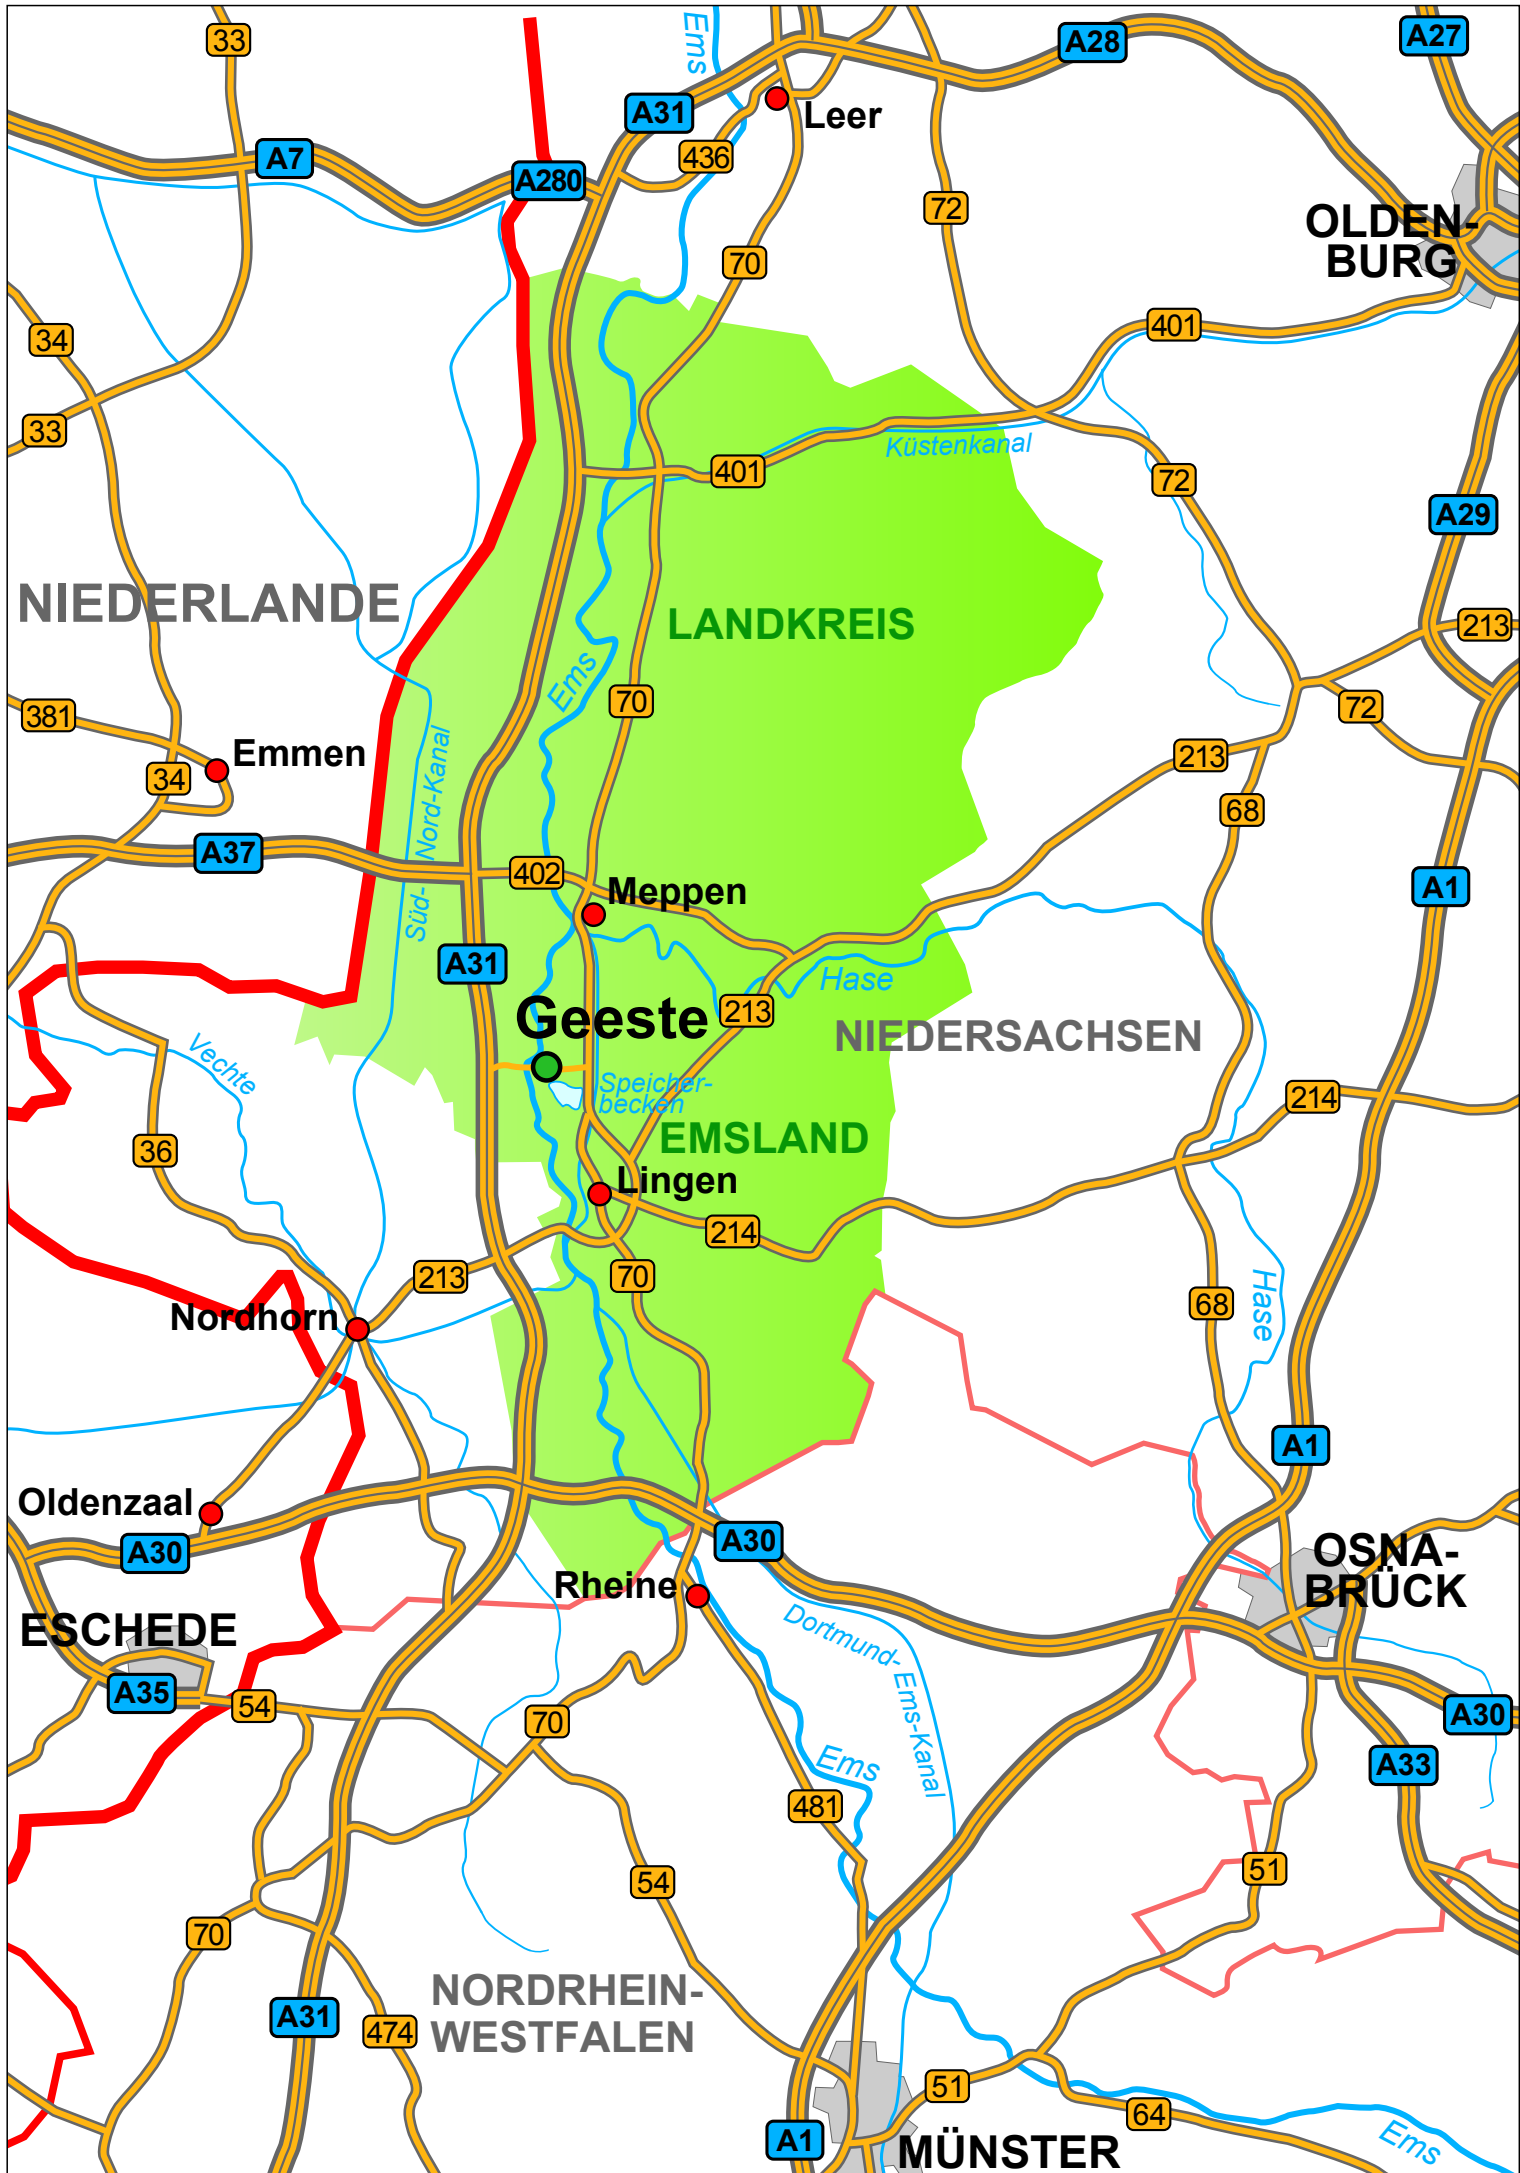 33
Ems
A28
A27
A31
Leer
A7
436
A280
72
OLDEN-
BURG
70
34
401
33
Küstenkanal
401
72
A29
NIEDERLANDE
LANDKREIS
213
Ems
70
381
72
Emmen
213
34
Süd- Nord-Kanal
68
A37
402
Meppen
A1
A31
Hase
Geeste
213
NIEDERSACHSEN
Vechte
Speicher-
becken
214
36
EMSLAND
Lingen
214
213
70
68
Hase
Nordhorn
A1
Oldenzaal
A30
A30
OSNA-
BRÜCK
Rheine
ESCHEDE
Dortmund- Ems-Kanal
A35
54
70
A30
Ems
A33
481
51
54
70
NORDRHEIN-
WESTFALEN
A31
474
51
64
A1
MÜNSTER
Ems